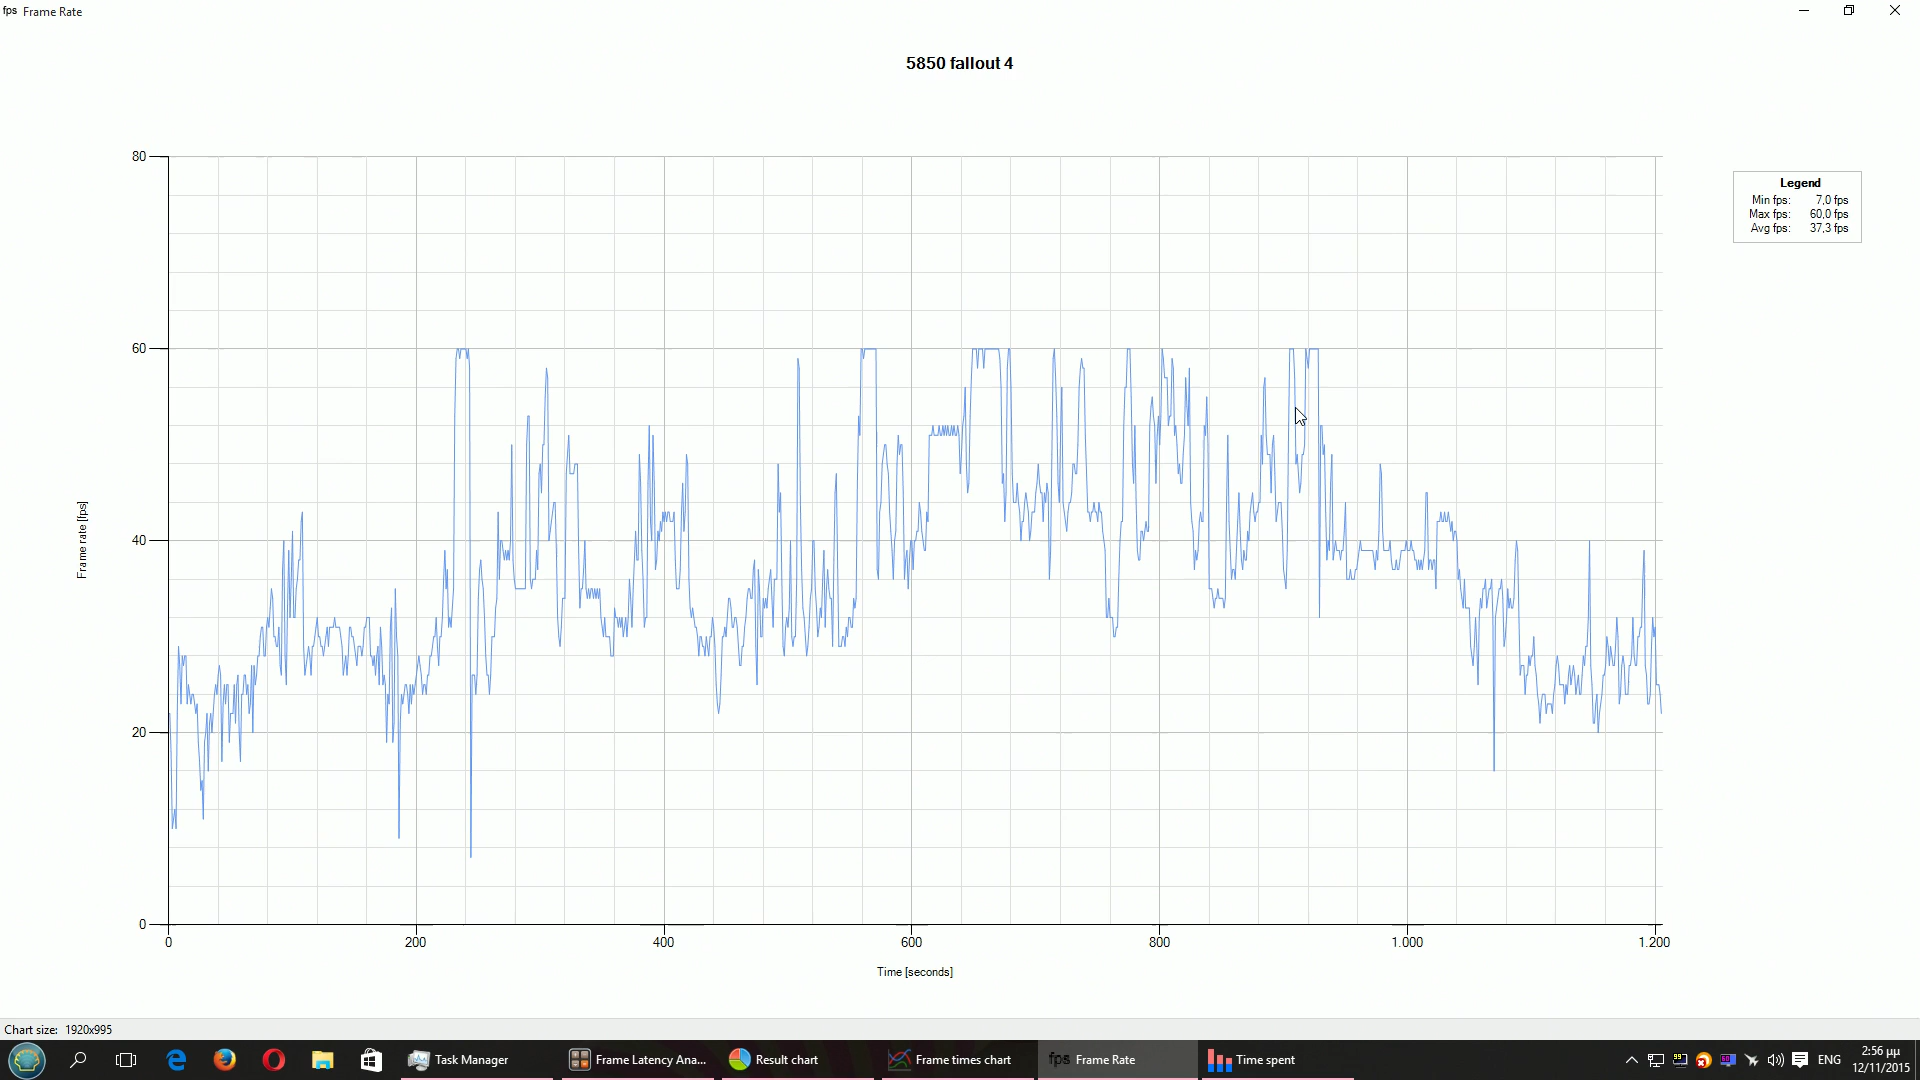 fps Frame Rate
5850 fallout 4
Legend
Min fps: 7,0 fps
Max fps: 60,0 fps
Avg fps: 37,3 fps
80
60
40
20
0
Frame rate [fps]
0 200 400 600 800 1.000 1.200
Time [seconds]
Chart size: 1920x995
Task Manager
Frame Latency Ana...
Result chart
Frame times chart
fps Frame Rate
Time spent
99
60
ENG
2:56 μμ
12/11/2015